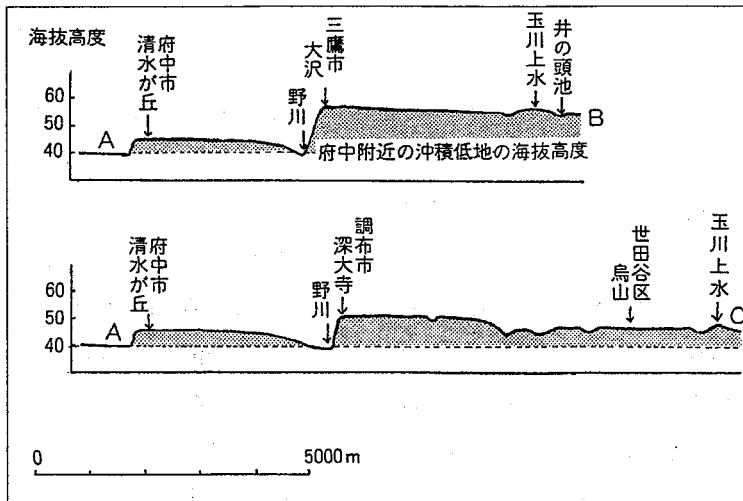 海抜高度
府中市
清水が丘
三鷹市
大沢
野川
玉川上水
井の頭池
60
50
40
A
B
府中附近の沖積低地の海抜高度
府中市
清水が丘
調布市
深大寺
野川
世田谷区
烏山
玉川上水
60
50
40
A
C
0
5000m